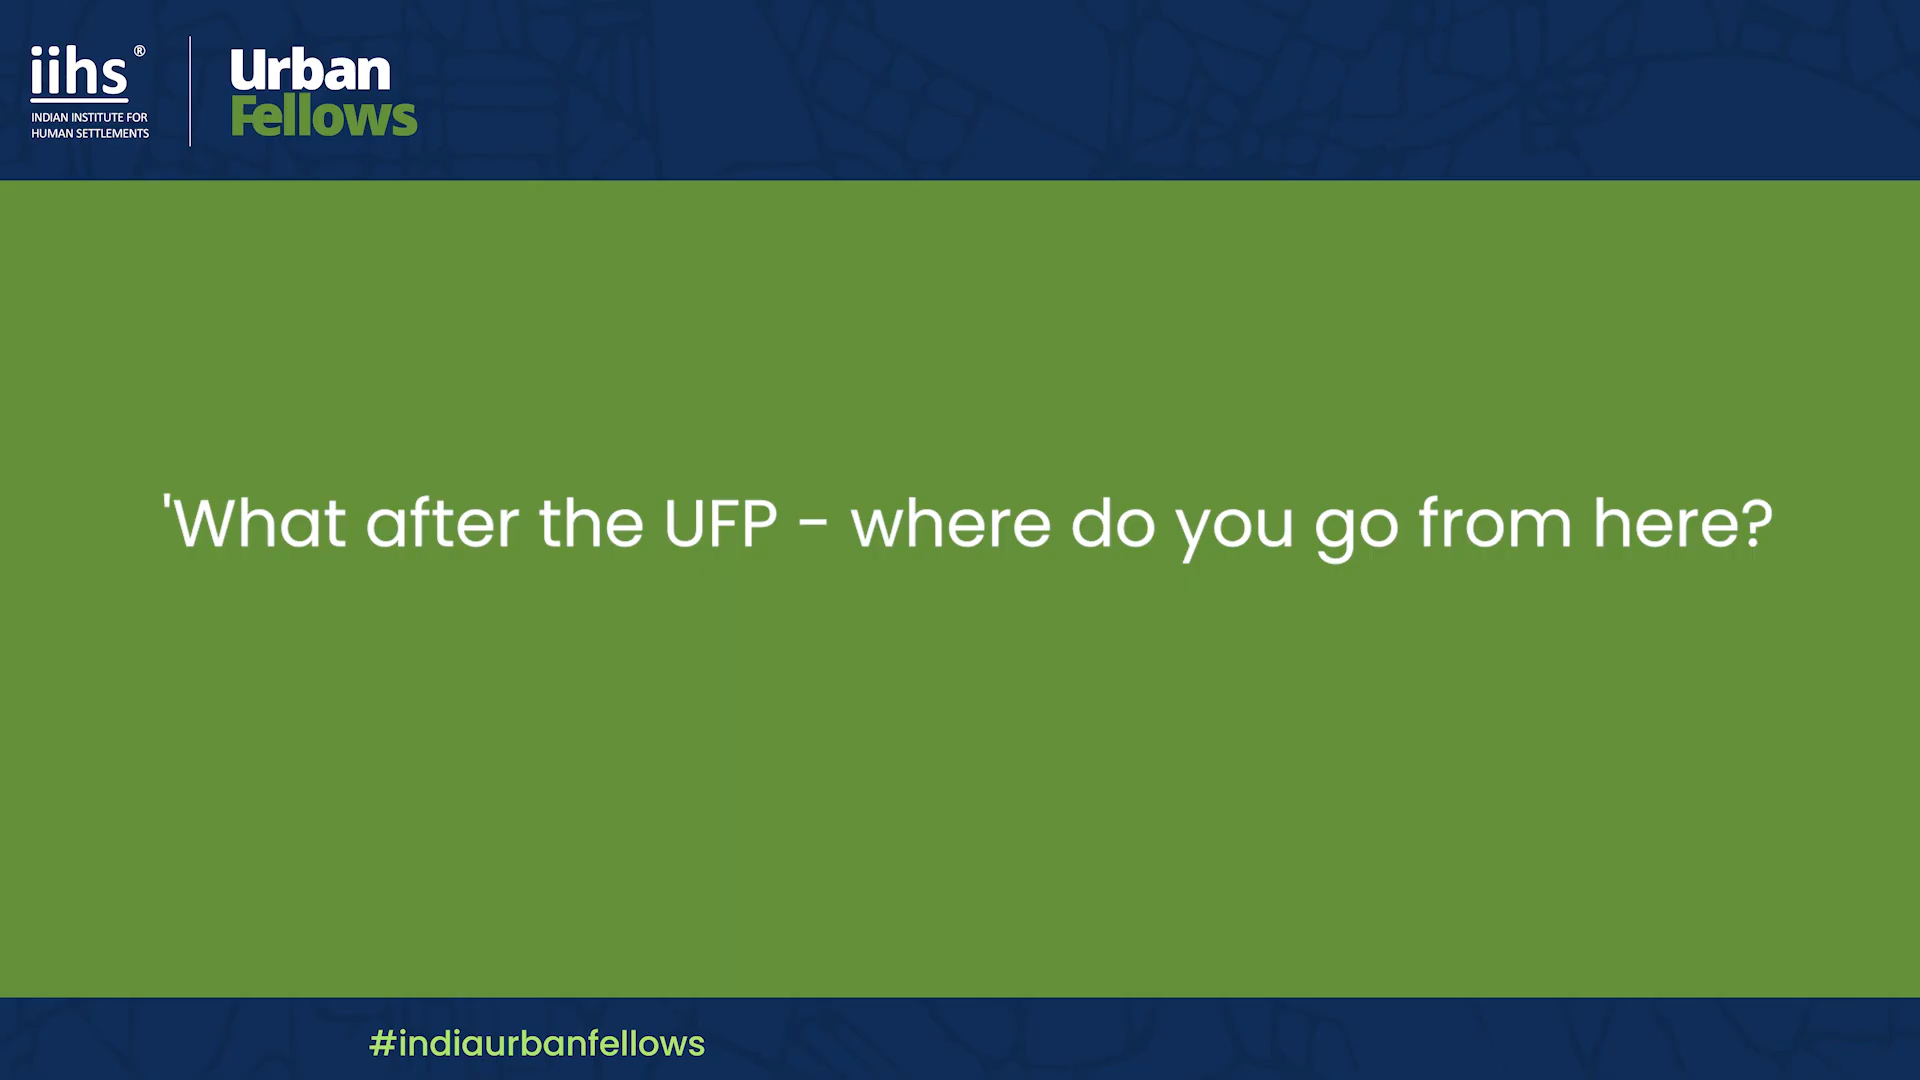 iihs®
INDIAN INSTITUTE FOR
HUMAN SETTLEMENTS
Urban
Fellows
'What after the UFP - where do you go from here?
#indiaurbanfellows